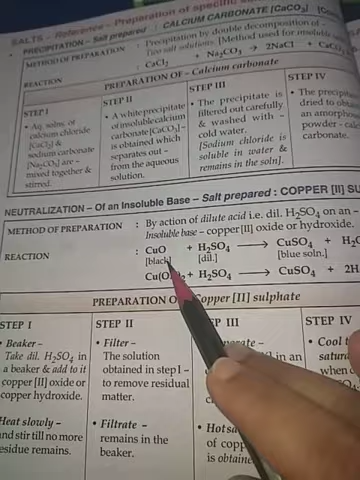 SALTS - Reference - Preparation of specific
PRECIPITATION - Salt prepared : CALCIUM CARBONATE [CaCO₃]
METHOD OF PREPARATION : Precipitation by double decomposition of -
Two salt solutions. [Method used for insoluble
REACTION : CaCl₂ + Na₂CO₃ → 2NaCl + CaCO₃
PREPARATION OF - Calcium carbonate
STEP I
• Aq. solns. of
calcium chloride
[CaCl₂] &
sodium carbonate
[Na₂CO₃] are -
mixed together &
stirred.
STEP II
• A white precipitate
of insoluble calcium
carbonate [CaCO₃] -
is obtained which
separates out -
from the aqueous
solution.
STEP III
• The precipitate is
filtered out carefully
& washed with -
cold water.
[Sodium chloride is
soluble in water &
remains in the soln].
STEP IV
• The precipitate
dried to obtain
an amorphous
powder - calc
carbonate.
NEUTRALIZATION - Of an Insoluble Base - Salt prepared : COPPER [II] SU
METHOD OF PREPARATION : By action of dilute acid i.e. dil. H₂SO₄ on an -
Insoluble base - copper [II] oxide or hydroxide.
REACTION : CuO + H₂SO₄ → CuSO₄ + H₂O
[black] [dil.] [blue soln.]
+ H₂SO₄ → CuSO₄ + 2H
PREPARATION OF - Copper [II] sulphate
STEP I
• Beaker -
Take dil. H₂SO₄ in
a beaker & add to it
copper [II] oxide or
copper hydroxide.
Heat slowly -
and stir till no more
residue remains.
STEP II
• Filter -
The solution
obtained in step I -
to remove residual
matter.
• Filtrate -
remains in the
beaker.
III
in an
• Hot sa
of copp
is obtaine
STEP IV
• Cool t
satura
when c